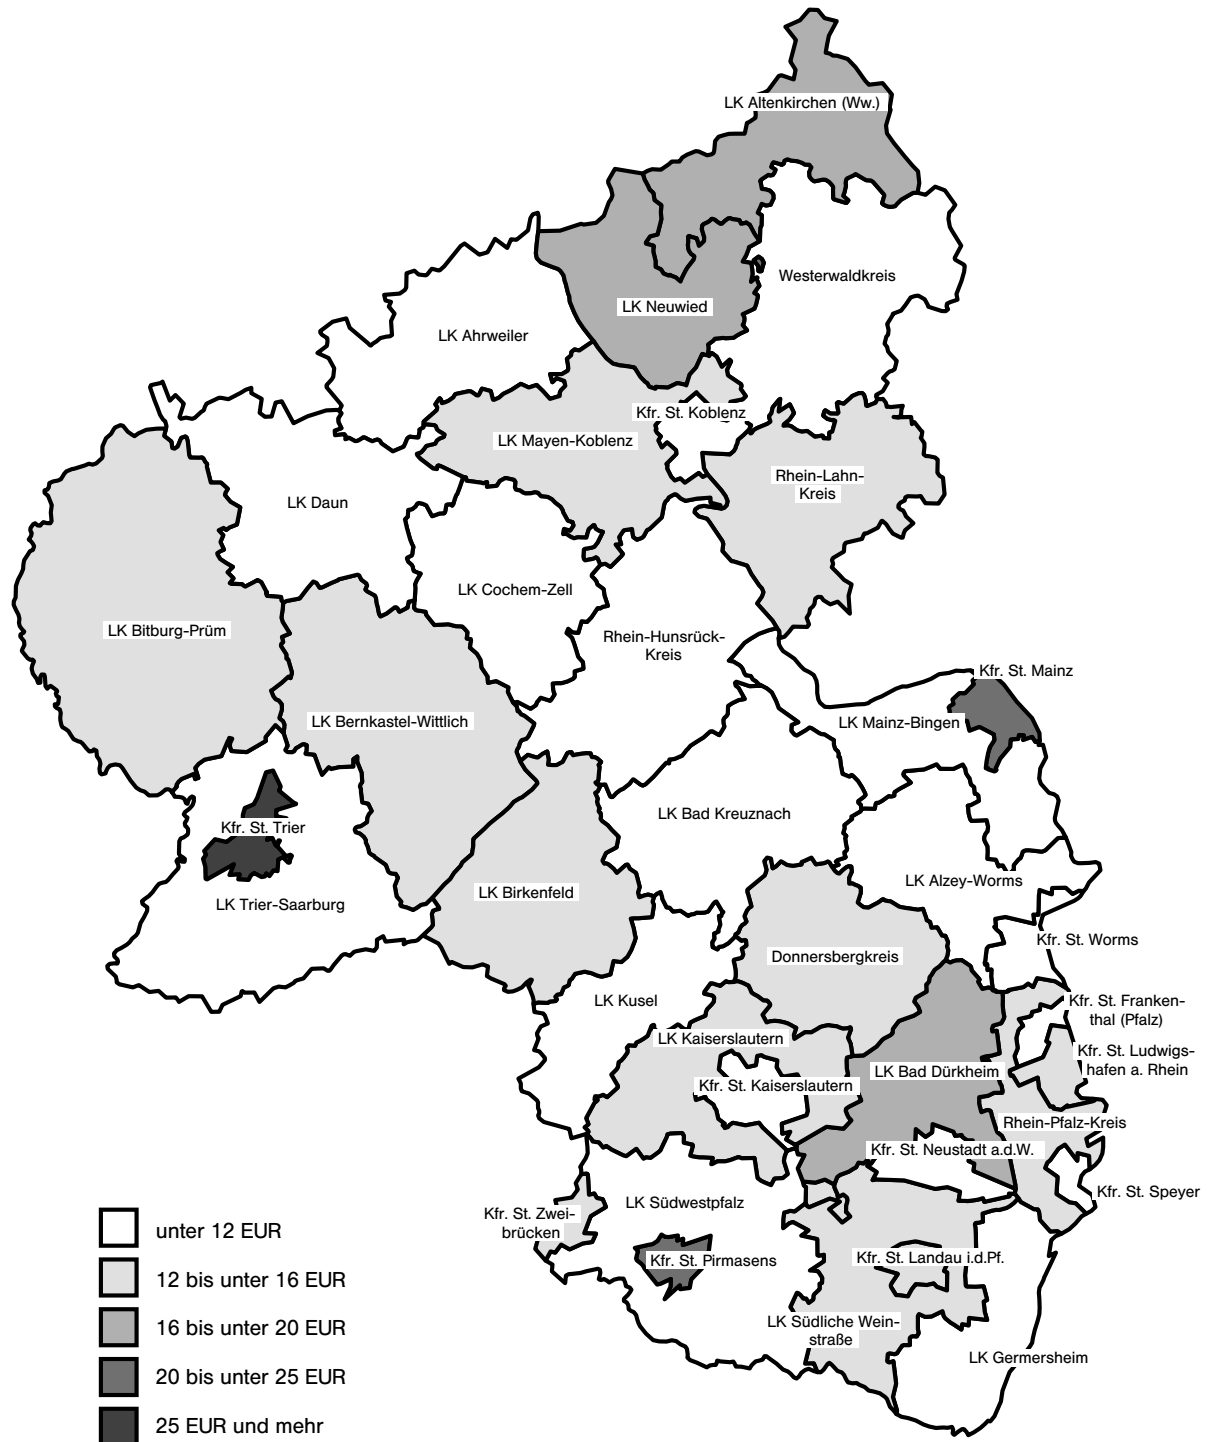 LK Altenkirchen (Ww.)
Westerwaldkreis
LK Neuwied
LK Ahrweiler
Kfr. St. Koblenz
LK Mayen-Koblenz
Rhein-Lahn-
Kreis
LK Daun
LK Cochem-Zell
LK Bitburg-Prüm
Rhein-Hunsrück-
Kreis
Kfr. St. Mainz
LK Bernkastel-Wittlich
LK Mainz-Bingen
LK Bad Kreuznach
Kfr. St. Trier
LK Alzey-Worms
LK Birkenfeld
LK Trier-Saarburg
Kfr. St. Worms
Donnersbergkreis
LK Kusel
Kfr. St. Franken-
thal (Pfalz)
LK Kaiserslautern
Kfr. St. Ludwigs-
hafen a. Rhein
LK Bad Dürkheim
Kfr. St. Kaiserslautern
Rhein-Pfalz-Kreis
Kfr. St. Neustadt a.d.W.
Kfr. St. Speyer
LK Südwestpfalz
Kfr. St. Zwei-
brücken
Kfr. St. Landau i.d.Pf.
Kfr. St. Pirmasens
LK Südliche Wein-
straße
LK Germersheim
unter 12 EUR
12 bis unter 16 EUR
16 bis unter 20 EUR
20 bis unter 25 EUR
25 EUR und mehr